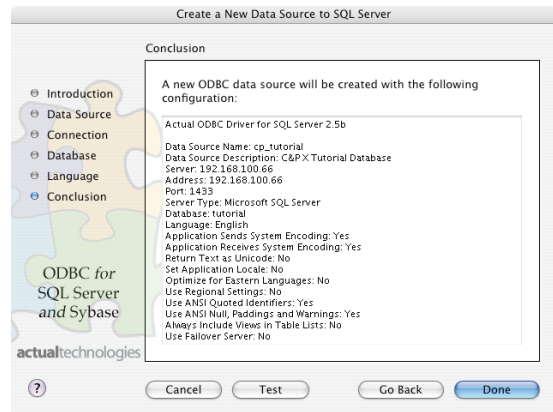 Create a New Data Source to SQL Server
Conclusion
Introduction
Data Source
Connection
Database
Language
Conclusion
ODBC for
SQL Server
and Sybase
actualtechnologies
A new ODBC data source will be created with the following
configuration:
Actual ODBC Driver for SQL Server 2.5b
Data Source Name: cp_tutorial
Data Source Description: C&PX Tutorial Database
Server: 192.168.100.66
Address: 192.168.100.66
Port: 1433
Server Type: Microsoft SQL Server
Database: tutorial
Language: English
Application Sends System Encoding: Yes
Application Receives System Encoding: Yes
Return Text as Unicode: No
Set Application Locale: No
Optimize for Eastern Languages: No
Use Regional Settings: No
Use ANSI Quoted Identifiers: Yes
Use ANSI Null, Paddings and Warnings: Yes
Always Include Views in Table Lists: No
Use Failover Server: No
?
Cancel
Test
Go Back
Done